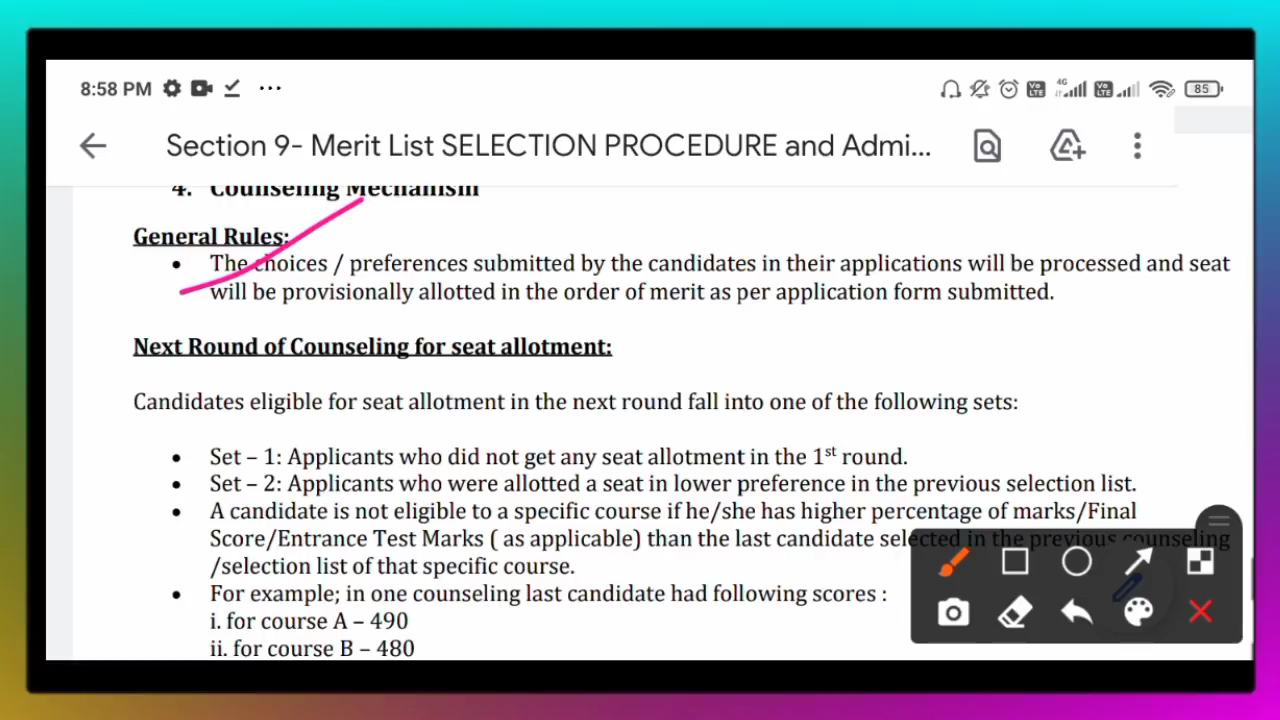 8:58 PM ...
4G Vo LTE Vo LTE 85
Section 9- Merit List SELECTION PROCEDURE and Admi...
4. Counseling Mechanism
General Rules:
• The choices / preferences submitted by the candidates in their applications will be processed and seat
will be provisionally allotted in the order of merit as per application form submitted.
Next Round of Counseling for seat allotment:
Candidates eligible for seat allotment in the next round fall into one of the following sets:
• Set – 1: Applicants who did not get any seat allotment in the 1st round.
• Set – 2: Applicants who were allotted a seat in lower preference in the previous selection list.
• A candidate is not eligible to a specific course if he/she has higher percentage of marks/Final
Score/Entrance Test Marks ( as applicable) than the last candidate selected in the previous counseling
/selection list of that specific course.
• For example; in one counseling last candidate had following scores :
i. for course A – 490
ii. for course B – 480